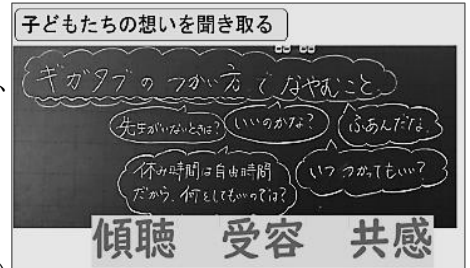 子どもたちの想いを聞き取る
ギガタブのつかい方でなやむこと
先生がいないときは?
いいのかな?
ふあんだな。
休み時間は自由時間
だから、何をしてもいいのでは?
いつつかってもいい?
傾聴 受容 共感